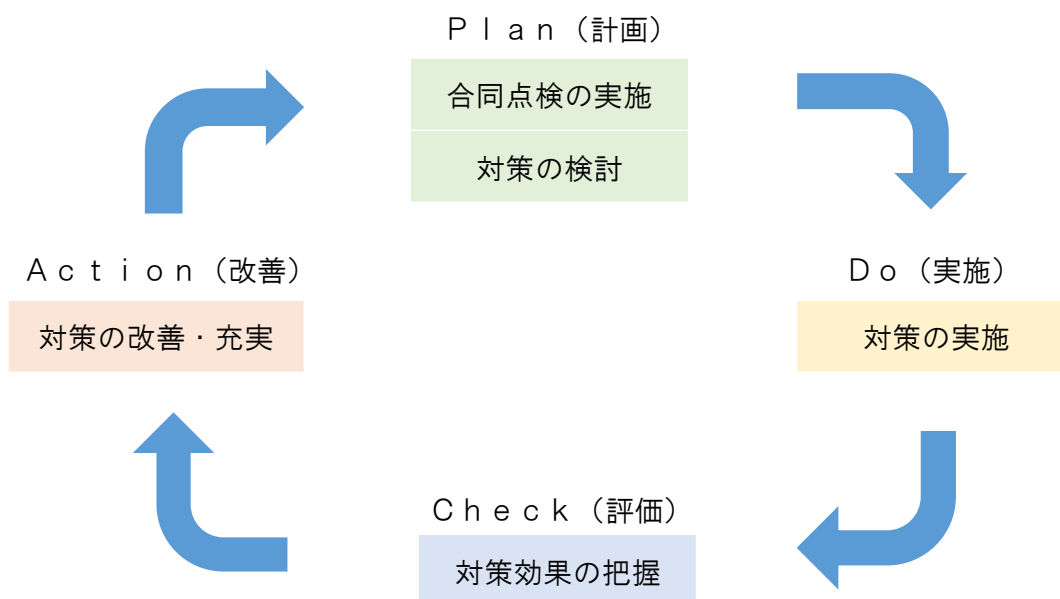 Ｐｌａｎ（計画）
合同点検の実施
対策の検討
Ａｃｔｉｏｎ（改善）
対策の改善・充実
Ｄｏ（実施）
対策の実施
Ｃｈｅｃｋ（評価）
対策効果の把握